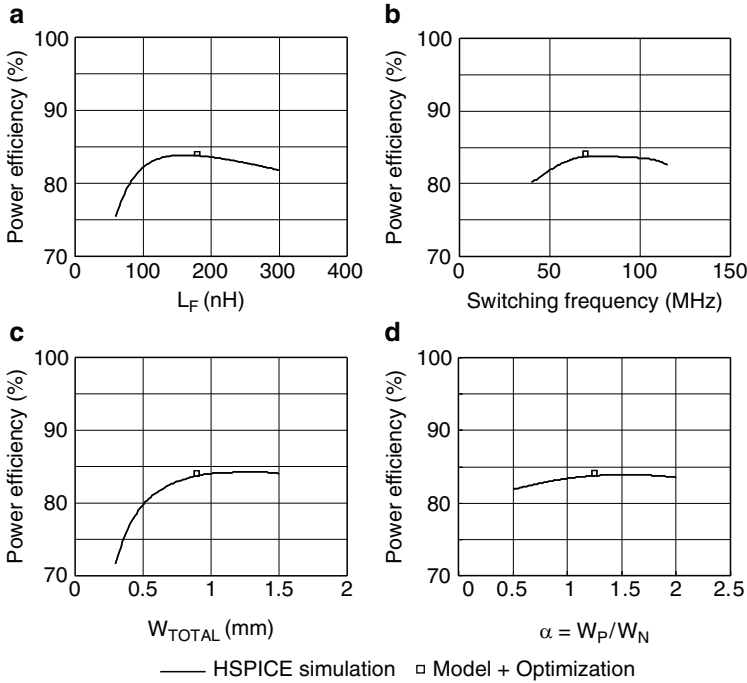 a
100
90
80
70
Power efficiency (%)
0 100 200 300 400
L_F (nH)
b
100
90
80
70
Power efficiency (%)
0 50 100 150
Switching frequency (MHz)
c
100
90
80
70
Power efficiency (%)
0 0.5 1 1.5 2
W_TOTAL (mm)
d
100
90
80
70
Power efficiency (%)
0 0.5 1 1.5 2 2.5
α = W_P/W_N
HSPICE simulation Model + Optimization